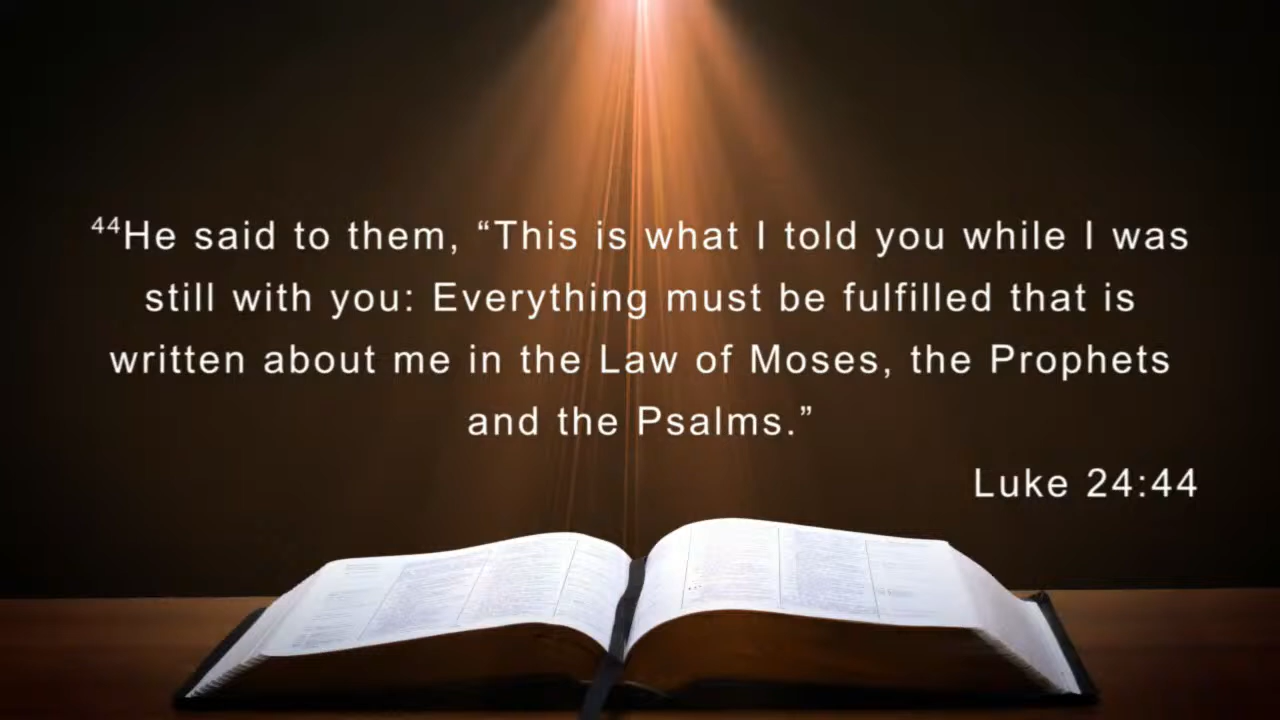 ⁴⁴He said to them, “This is what I told you while I was
still with you: Everything must be fulfilled that is
written about me in the Law of Moses, the Prophets
and the Psalms.”
Luke 24:44